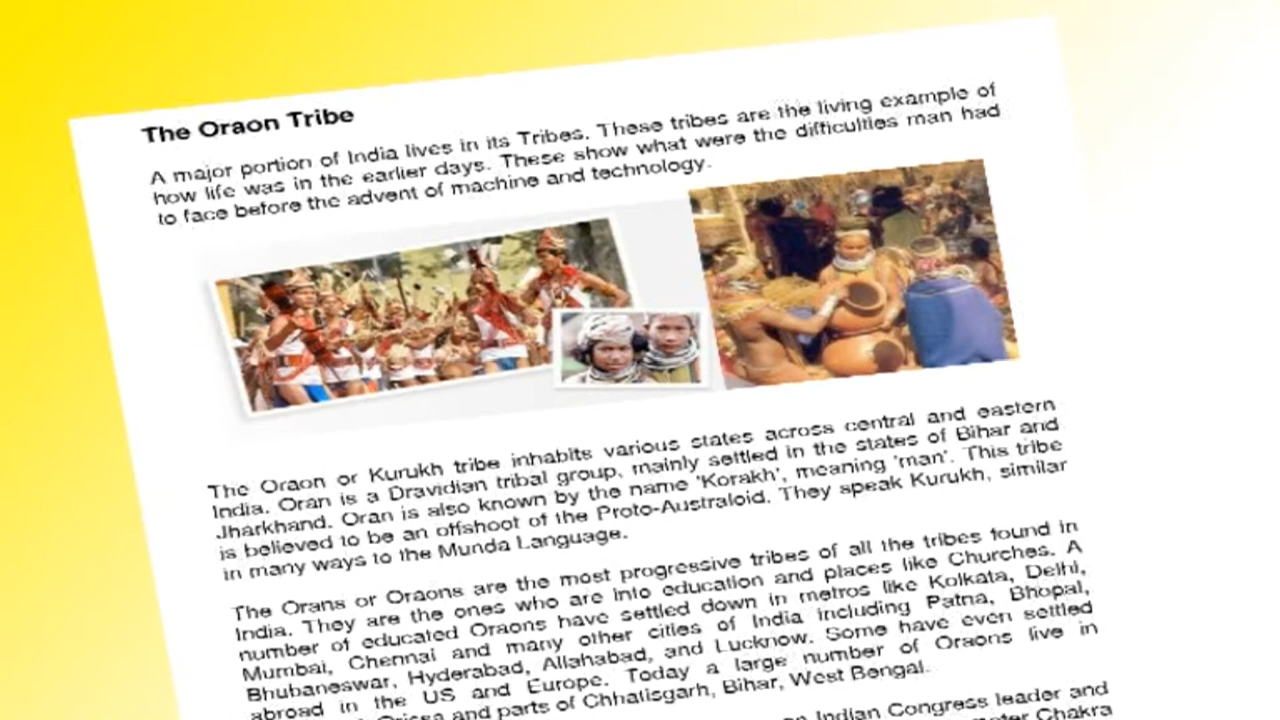 The Oraon Tribe
A major portion of India lives in its Tribes. These tribes are the living example of
how life was in the earlier days. These show what were the difficulties man had
to face before the advent of machine and technology.
The Oraon or Kurukh tribe inhabits various states across central and eastern
India. Oran is a Dravidian tribal group, mainly settled in the states of Bihar and
Jharkhand. Oran is also known by the name 'Korakh', meaning 'man'. This tribe
is believed to be an offshoot of the Proto-Australoid. They speak Kurukh, similar
in many ways to the Munda Language.
The Orans or Oraons are the most progressive tribes of all the tribes found in
India. They are the ones who are into education and places like Churches. A
number of educated Oraons have settled down in metros like Kolkata, Delhi,
Mumbai, Chennai and many other cities of India including Patna, Bhopal,
Bhubaneswar, Hyderabad, Allahabad, and Lucknow. Some have even settled
abroad in the US and Europe. Today a large number of Oraons live in
Orissa and parts of Chhatisgarh, Bihar, West Bengal.
an Indian Congress leader and
Chakra